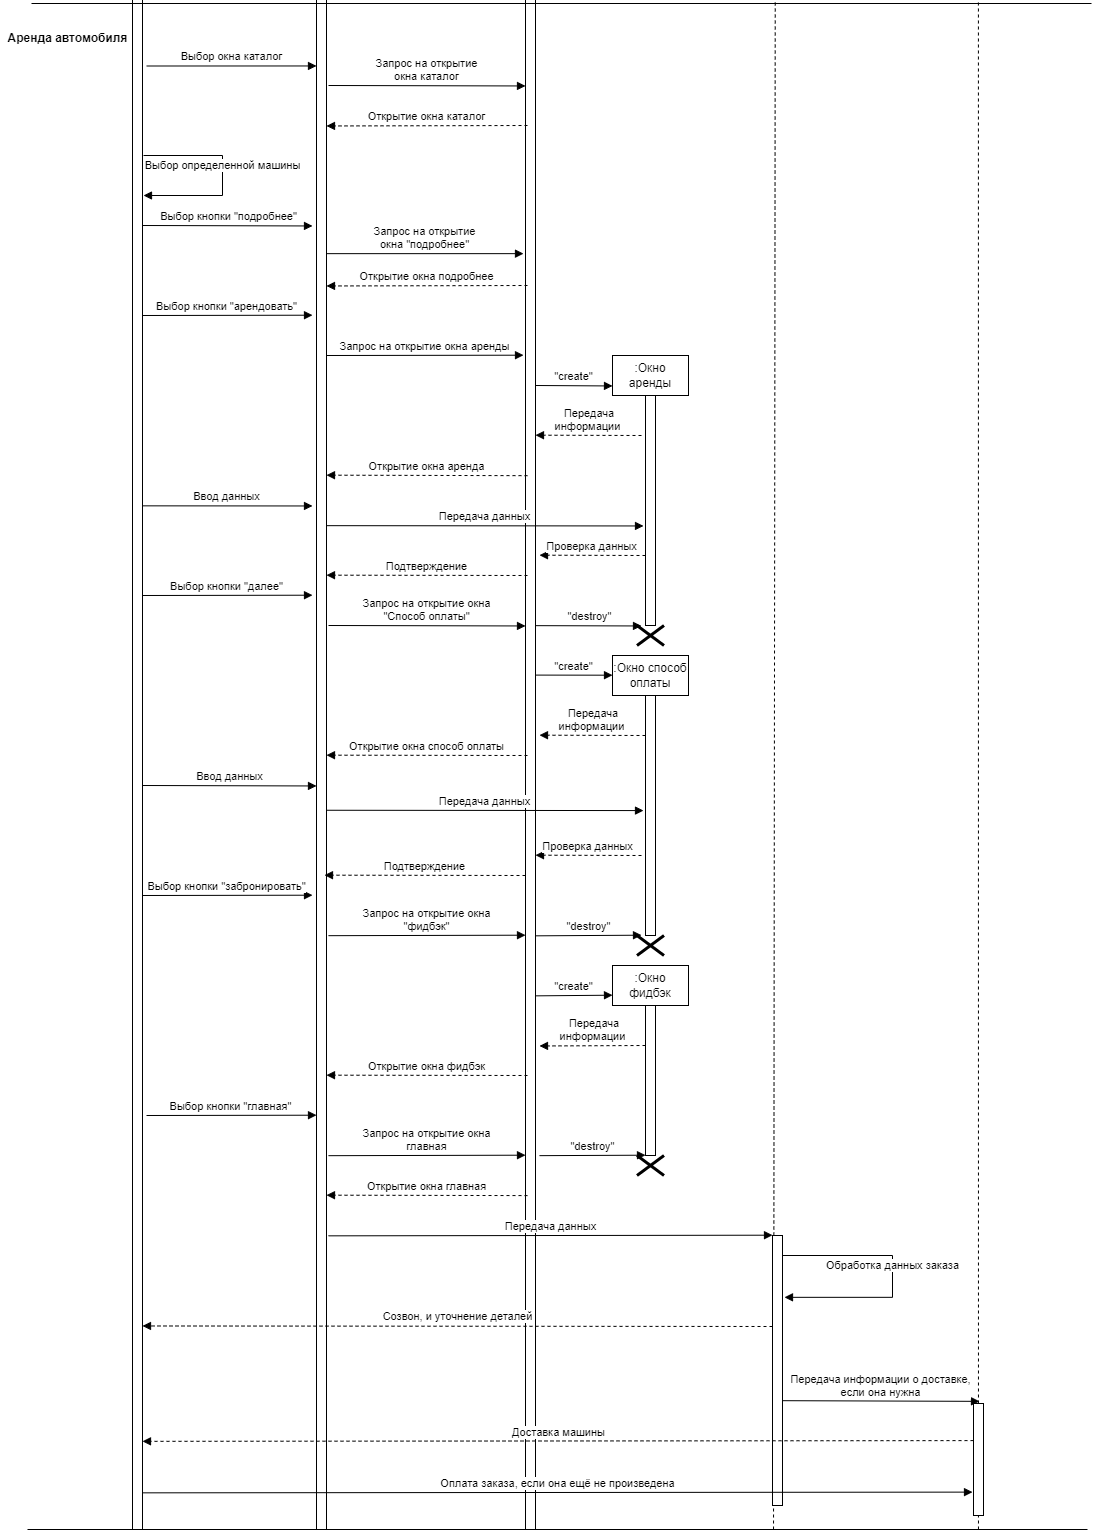 Аренда автомобиля
Выбор окна каталог
Запрос на открытие
окна каталог
Открытие окна каталог
Выбор определенной машины
Выбор кнопки "подробнее"
Запрос на открытие
окна "подробнее"
Открытие окна подробнее
Выбор кнопки "арендовать"
Запрос на открытие окна аренды
:Окно
аренды
"create"
Передача
информации
Открытие окна аренда
Ввод данных
Передача данных
Проверка данных
Подтверждение
Выбор кнопки "далее"
Запрос на открытие окна
"Способ оплаты"
"destroy"
"create"
:Окно способ
оплаты
Передача
информации
Открытие окна способ оплаты
Ввод данных
Передача данных
Проверка данных
Подтверждение
Выбор кнопки "забронировать"
Запрос на открытие окна
"фидбэк"
"destroy"
:Окно
фидбэк
"create"
Передача
информации
Открытие окна фидбэк
Выбор кнопки "главная"
Запрос на открытие окна
главная
"destroy"
Открытие окна главная
Передача данных
Обработка данных заказа
Созвон, и уточнение деталей
Передача информации о доставке,
если она нужна
Доставка машины
Оплата заказа, если она ещё не произведена